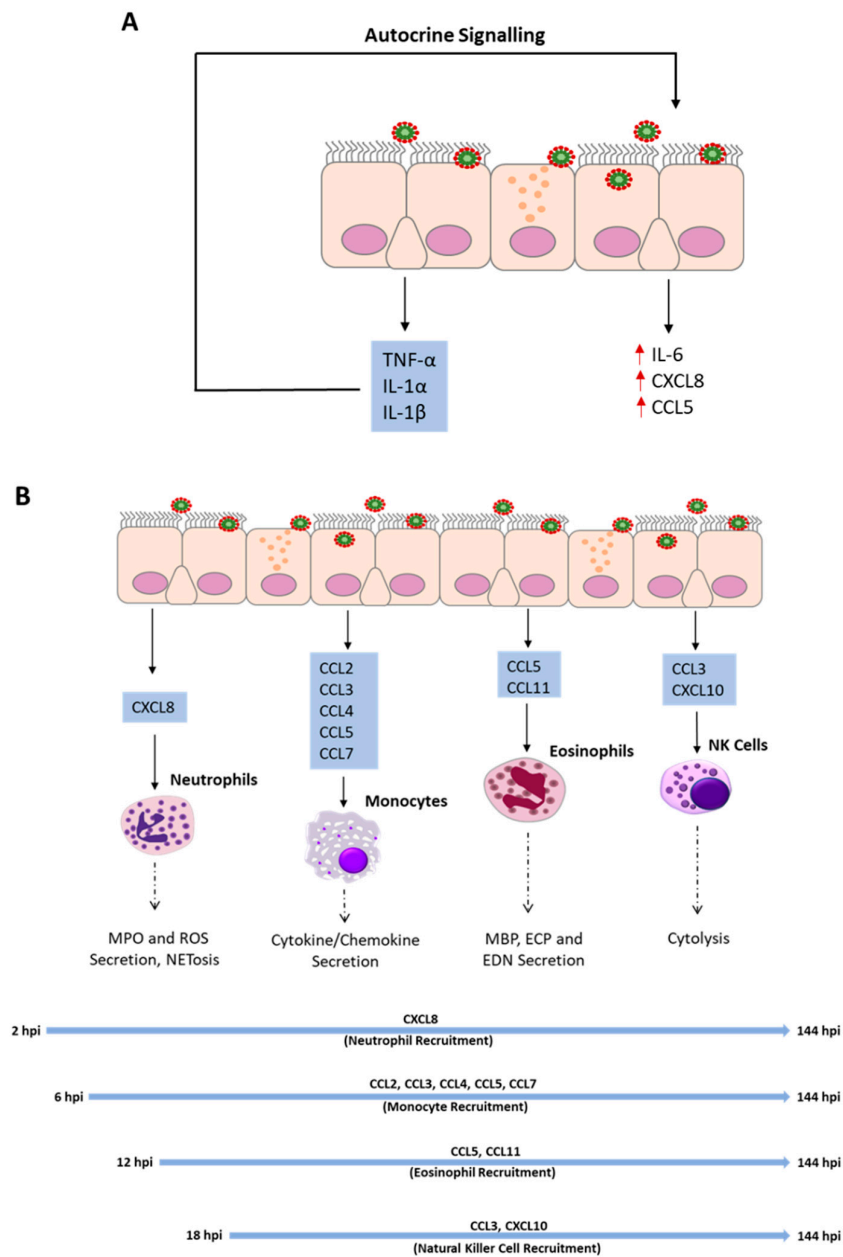 A
Autocrine Signalling
TNF-α
IL-1α
IL-1β
IL-6
CXCL8
CCL5
B
CXCL8
CCL2
CCL3
CCL4
CCL5
CCL7
CCL5
CCL11
CCL3
CXCL10
Neutrophils
Monocytes
Eosinophils
NK Cells
MPO and ROS
Secretion, NETosis
Cytokine/Chemokine
Secretion
MBP, ECP and
EDN Secretion
Cytolysis
CXCL8
2 hpi 144 hpi
(Neutrophil Recruitment)
CCL2, CCL3, CCL4, CCL5, CCL7
6 hpi 144 hpi
(Monocyte Recruitment)
CCL5, CCL11
12 hpi 144 hpi
(Eosinophil Recruitment)
CCL3, CXCL10
18 hpi 144 hpi
(Natural Killer Cell Recruitment)